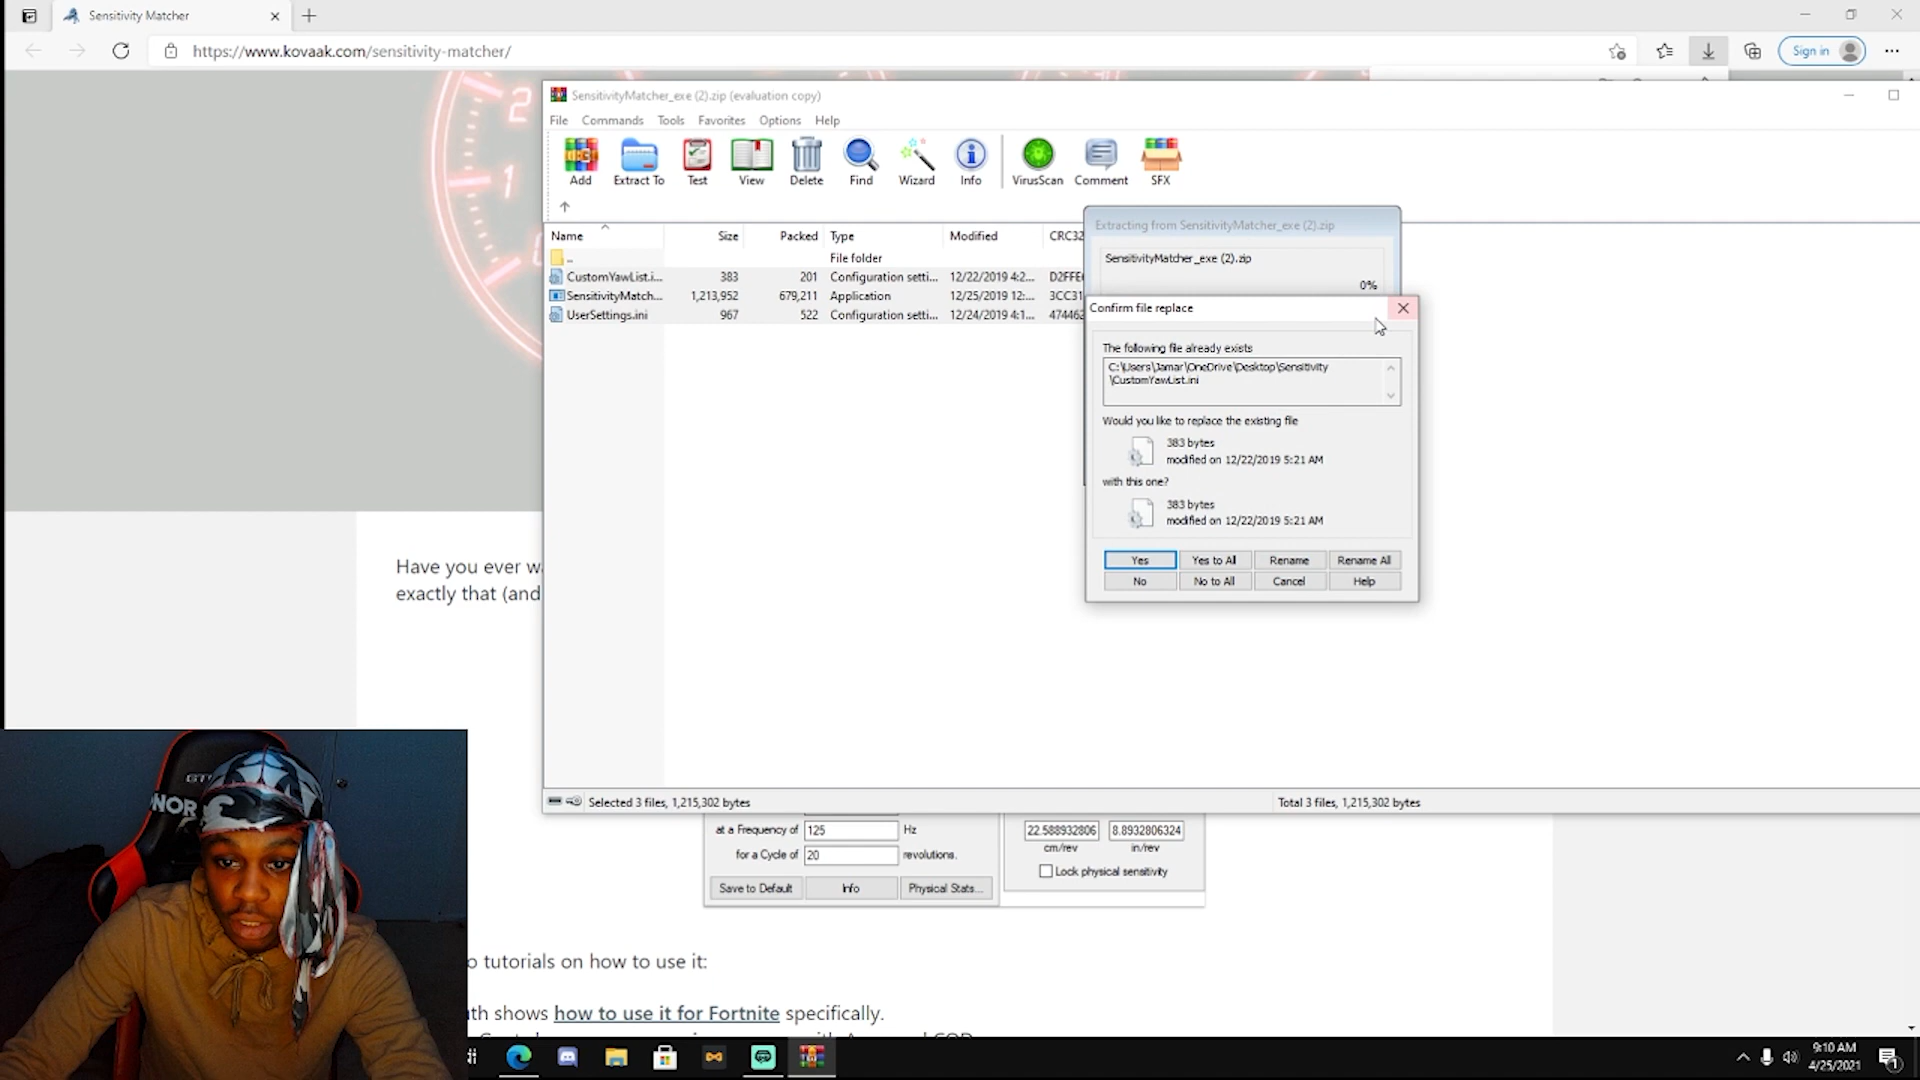 Sensitivity Matcher
https://www.kovaak.com/sensitivity-matcher/
Sign in
SensitivityMatcher_exe (2).zip (evaluation copy)
File Commands Tools Favorites Options Help
Add Extract To Test View Delete Find Wizard Info VirusScan Comment SFX
Name Size Packed Type Modified CRC32
.. File folder
CustomYawList.i... 383 201 Configuration setti... 12/22/2019 4:2... D2FFE
SensitivityMatch... 1,213,952 679,211 Application 12/25/2019 12:... 3CC31
UserSettings.ini 967 522 Configuration setti... 12/24/2019 4:1... 474462
Extracting from SensitivityMatcher_exe (2).zip
SensitivityMatcher_exe (2).zip
0%
Confirm file replace
The following file already exists
C:\Users\Jamar\OneDrive\Desktop\Sensitivity
\CustomYawList.ini
Would you like to replace the existing file
383 bytes
modified on 12/22/2019 5:21 AM
with this one?
383 bytes
modified on 12/22/2019 5:21 AM
Yes Yes to All Rename Rename All
No No to All Cancel Help
Have you ever w
exactly that (and
Selected 3 files, 1,215,302 bytes
Total 3 files, 1,215,302 bytes
at a Frequency of 125 Hz
for a Cycle of 20 revolutions.
Save to Default Info Physical Stats...
22.588932806 8.8932806324
cm/rev in/rev
Lock physical sensitivity
GT
NOR
o tutorials on how to use it:
th shows how to use it for Fortnite specifically.
9:10 AM
4/25/2021
1